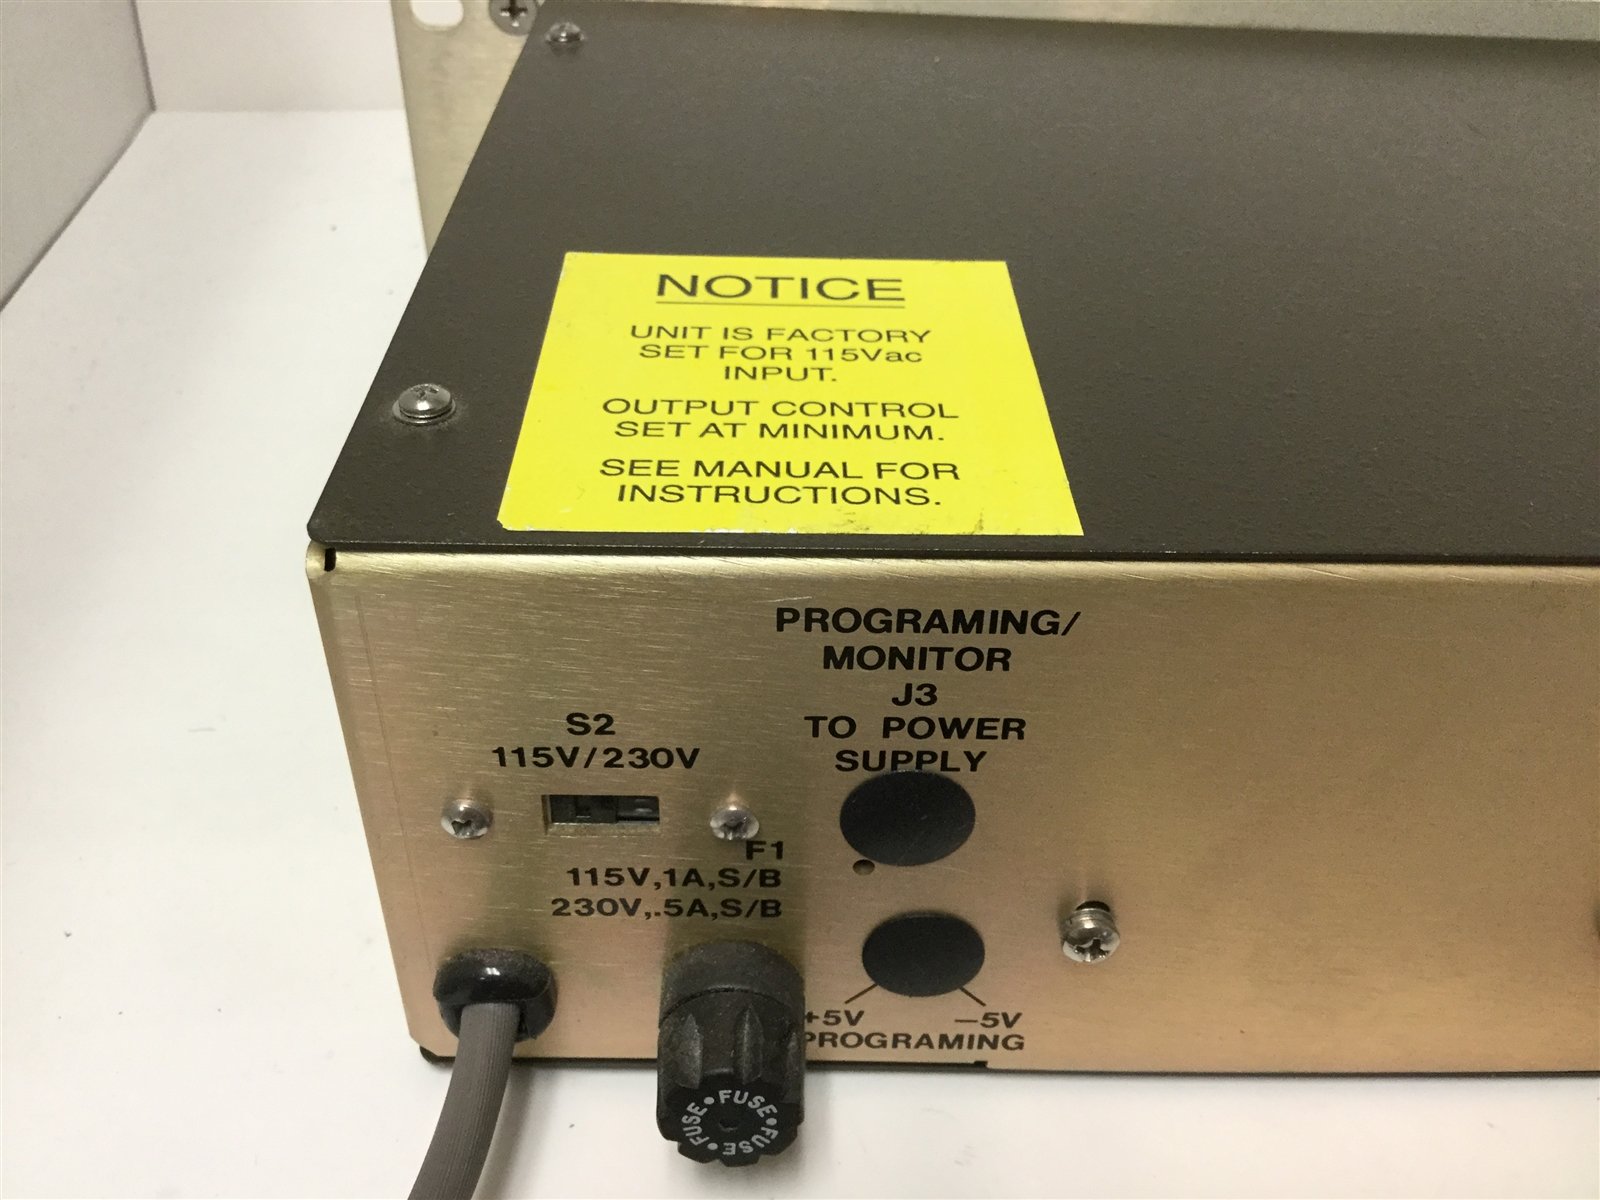 NOTICE
UNIT IS FACTORY
SET FOR 115Vac
INPUT.
OUTPUT CONTROL
SET AT MINIMUM.
SEE MANUAL FOR
INSTRUCTIONS.
PROGRAMING/
MONITOR
J3
TO POWER
SUPPLY
S2
115V/230V
F1
115V,1A,S/B
230V,.5A,S/B
+5V -5V
PROGRAMING
FUSE • FUSE • FUSE • FUSE •